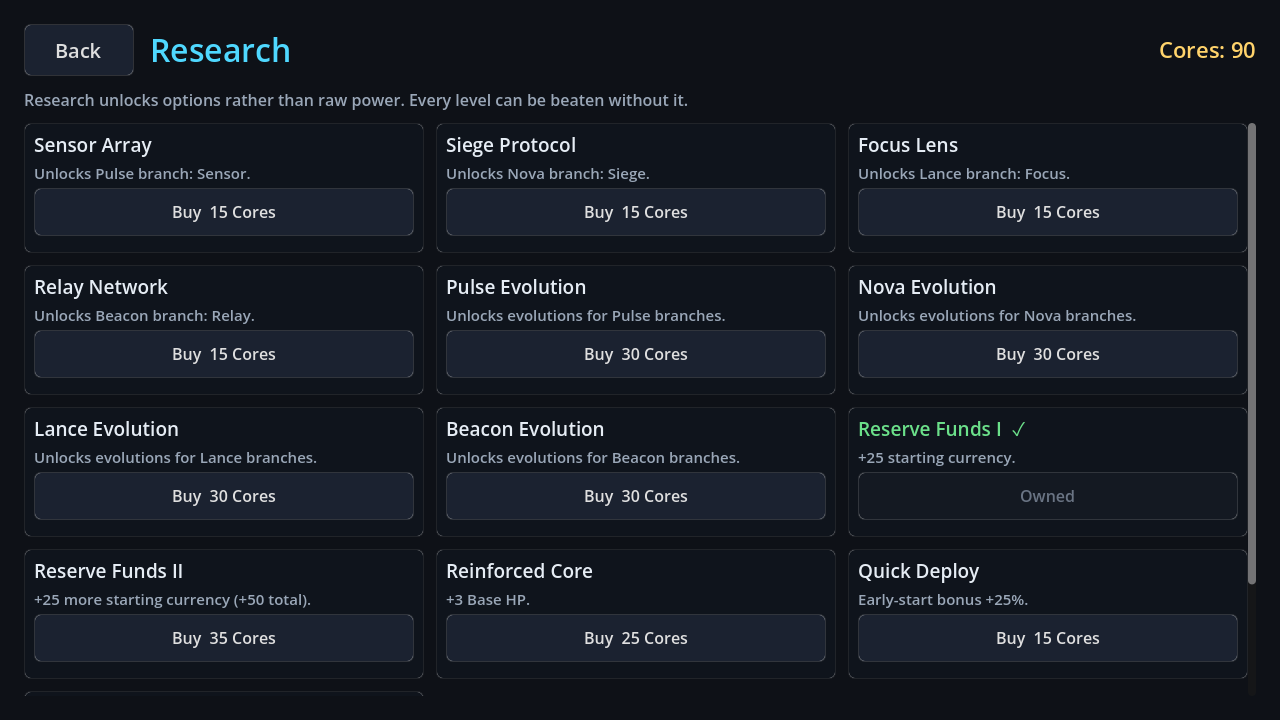 Back
Research
Cores: 90
Research unlocks options rather than raw power. Every level can be beaten without it.
Sensor Array
Unlocks Pulse branch: Sensor.
Buy 15 Cores
Siege Protocol
Unlocks Nova branch: Siege.
Buy 15 Cores
Focus Lens
Unlocks Lance branch: Focus.
Buy 15 Cores
Relay Network
Unlocks Beacon branch: Relay.
Buy 15 Cores
Pulse Evolution
Unlocks evolutions for Pulse branches.
Buy 30 Cores
Nova Evolution
Unlocks evolutions for Nova branches.
Buy 30 Cores
Lance Evolution
Unlocks evolutions for Lance branches.
Buy 30 Cores
Beacon Evolution
Unlocks evolutions for Beacon branches.
Buy 30 Cores
Reserve Funds I ✓
+25 starting currency.
Owned
Reserve Funds II
+25 more starting currency (+50 total).
Buy 35 Cores
Reinforced Core
+3 Base HP.
Buy 25 Cores
Quick Deploy
Early-start bonus +25%.
Buy 15 Cores